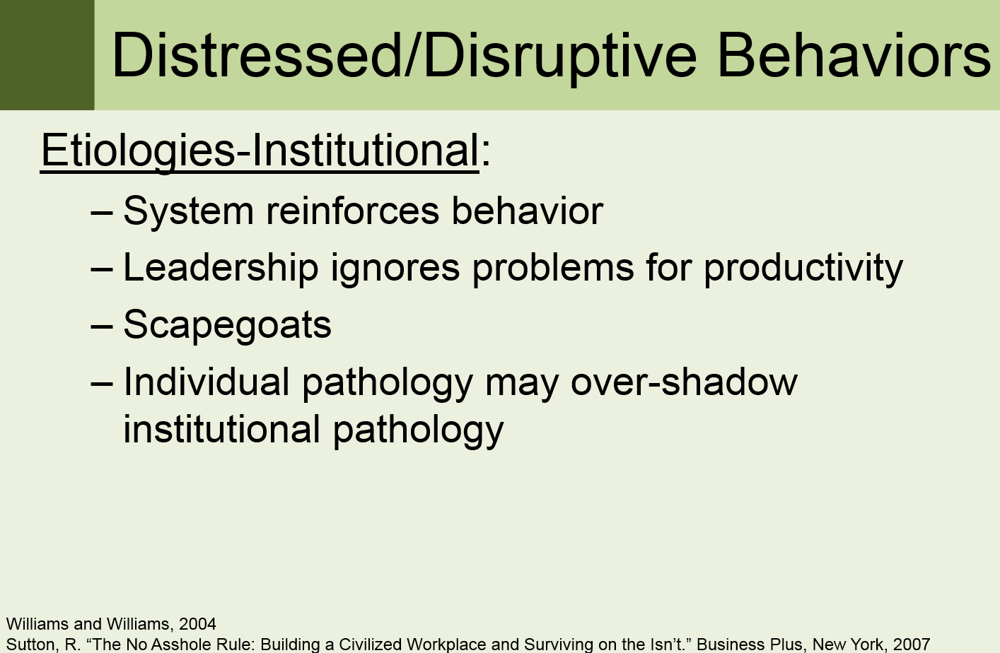 Distressed/Disruptive Behaviors
Etiologies-Institutional:
– System reinforces behavior
– Leadership ignores problems for productivity
– Scapegoats
– Individual pathology may over-shadow
institutional pathology
Williams and Williams, 2004
Sutton, R. “The No Asshole Rule: Building a Civilized Workplace and Surviving on the Isn’t.” Business Plus, New York, 2007